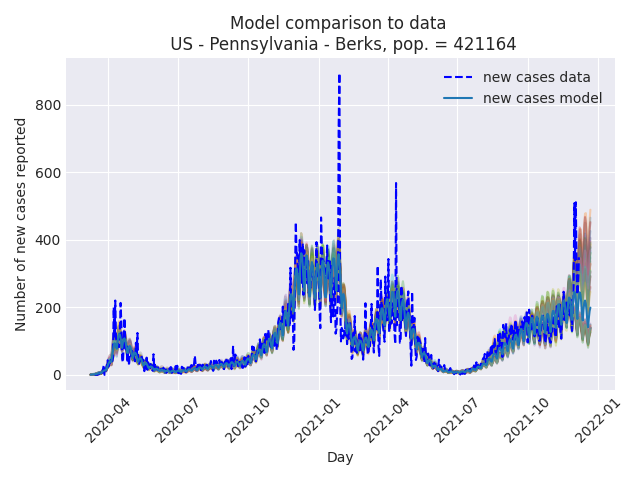 Model comparison to data
US - Pennsylvania - Berks, pop. = 421164
new cases data
new cases model
Number of new cases reported
800
600
400
200
0
2020-04
2020-07
2020-10
2021-01
2021-04
2021-07
2021-10
2022-01
Day